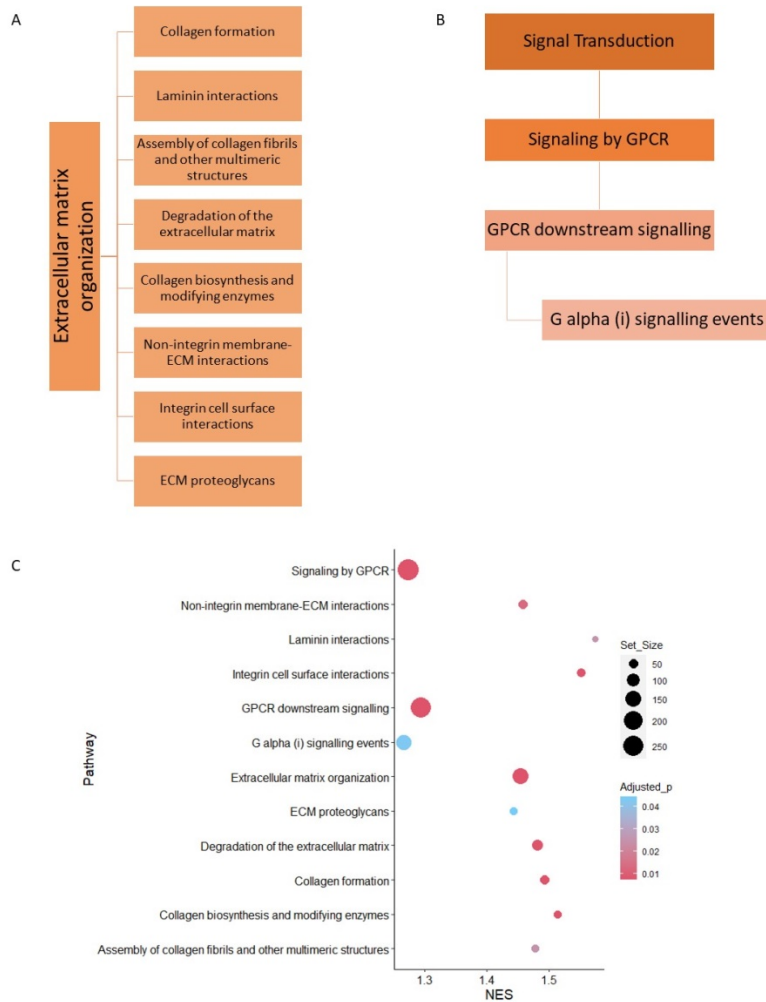 A
Extracellular matrix
organization
Collagen formation
Laminin interactions
Assembly of collagen fibrils
and other multimeric
structures
Degradation of the
extracellular matrix
Collagen biosynthesis and
modifying enzymes
Non-integrin membrane-
ECM interactions
Integrin cell surface
interactions
ECM proteoglycans
B
Signal Transduction
Signaling by GPCR
GPCR downstream signalling
G alpha (i) signalling events
C
Pathway
Signaling by GPCR
Non-integrin membrane-ECM interactions
Laminin interactions
Integrin cell surface interactions
GPCR downstream signalling
G alpha (i) signalling events
Extracellular matrix organization
ECM proteoglycans
Degradation of the extracellular matrix
Collagen formation
Collagen biosynthesis and modifying enzymes
Assembly of collagen fibrils and other multimeric structures
1.3 1.4 1.5
NES
Set_Size
50
100
150
200
250
Adjusted_p
0.04
0.03
0.02
0.01